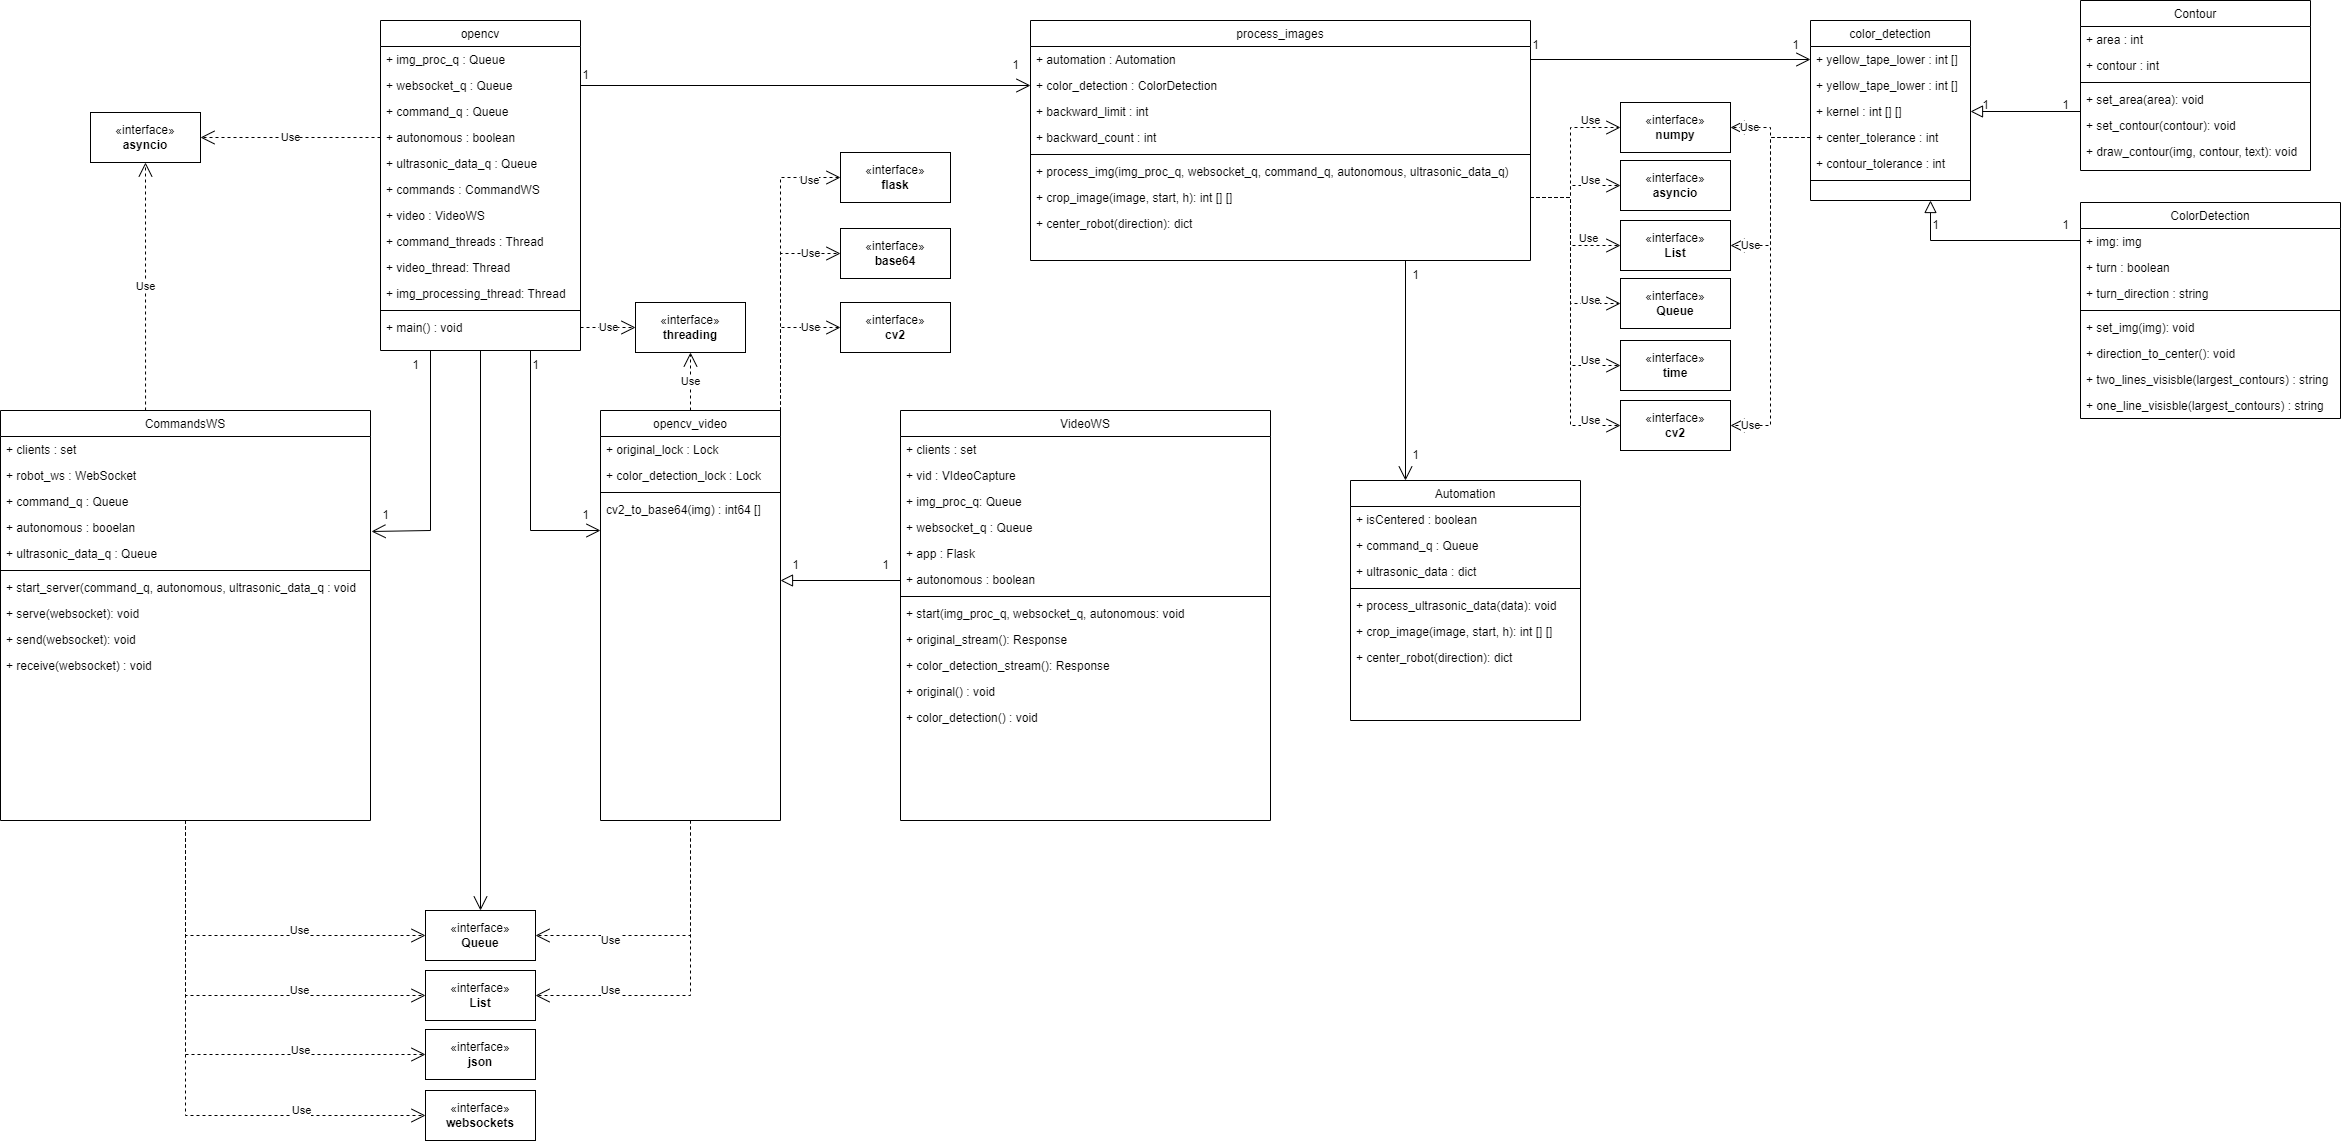 opencv
+ img_proc_q : Queue
+ websocket_q : Queue
+ command_q : Queue
+ autonomous : boolean
+ ultrasonic_data_q : Queue
+ commands : CommandWS
+ video : VideoWS
+ command_threads : Thread
+ video_thread: Thread
+ img_processing_thread: Thread
+ main() : void
1
1
process_images
+ automation : Automation
+ color_detection : ColorDetection
+ backward_limit : int
+ backward_count : int
+ process_img(img_proc_q, websocket_q, command_q, autonomous, ultrasonic_data_q)
+ crop_image(image, start, h): int [] []
+ center_robot(direction): dict
1
1
color_detection
+ yellow_tape_lower : int []
+ yellow_tape_lower : int []
+ kernel : int [] []
+ center_tolerance : int
+ contour_tolerance : int
1
1
Contour
+ area : int
+ contour : int
+ set_area(area): void
+ set_contour(contour): void
+ draw_contour(img, contour, text): void
1
1
ColorDetection
+ img: img
+ turn : boolean
+ turn_direction : string
+ set_img(img): void
+ direction_to_center(): void
+ two_lines_visisble(largest_contours) : string
+ one_line_visisble(largest_contours) : string
«interface»
asyncio
Use
Use
«interface»
flask
Use
«interface»
base64
Use
«interface»
cv2
Use
«interface»
threading
Use
Use
«interface»
numpy
Use
Use
«interface»
asyncio
Use
«interface»
List
Use
Use
«interface»
Queue
Use
«interface»
time
Use
«interface»
cv2
Use
Use
1
1
1
1
CommandsWS
+ clients : set
+ robot_ws : WebSocket
+ command_q : Queue
+ autonomous : booelan
+ ultrasonic_data_q : Queue
+ start_server(command_q, autonomous, ultrasonic_data_q : void
+ serve(websocket): void
+ send(websocket): void
+ receive(websocket) : void
opencv_video
+ original_lock : Lock
+ color_detection_lock : Lock
cv2_to_base64(img) : int64 []
1
1
VideoWS
+ clients : set
+ vid : VIdeoCapture
+ img_proc_q: Queue
+ websocket_q : Queue
+ app : Flask
+ autonomous : boolean
+ start(img_proc_q, websocket_q, autonomous: void
+ original_stream(): Response
+ color_detection_stream(): Response
+ original() : void
+ color_detection() : void
1
1
Automation
+ isCentered : boolean
+ command_q : Queue
+ ultrasonic_data : dict
+ process_ultrasonic_data(data): void
+ crop_image(image, start, h): int [] []
+ center_robot(direction): dict
Use
«interface»
Queue
Use
Use
«interface»
List
Use
Use
«interface»
json
Use
«interface»
websockets